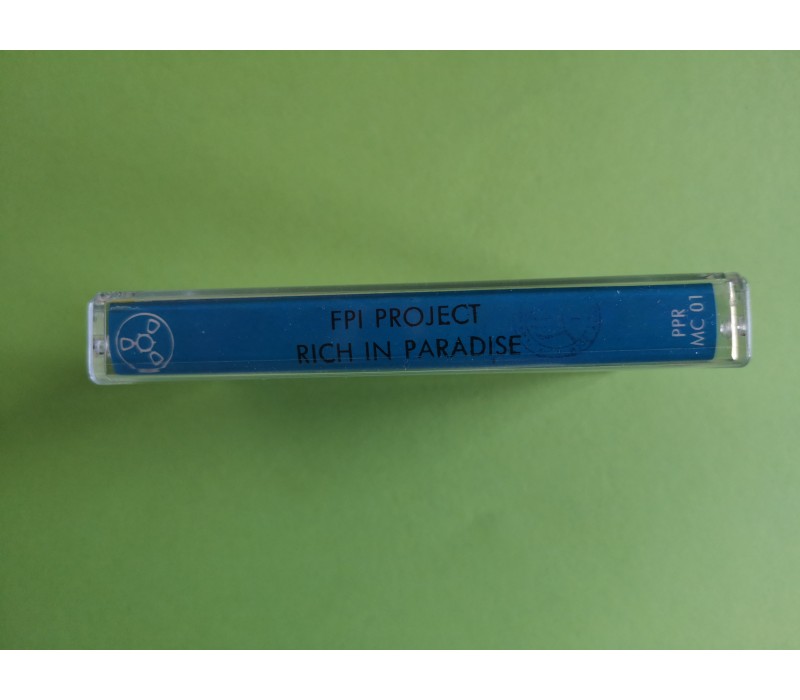 FPI PROJECT
RICH IN PARADISE
PPR
MC 01